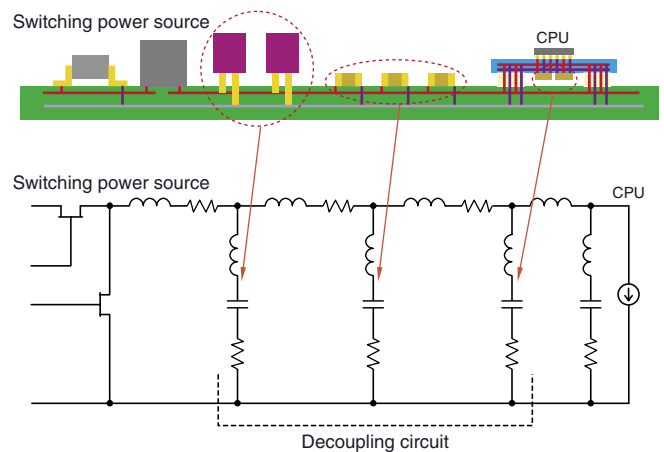 Switching power source
CPU
Switching power source
CPU
Decoupling circuit